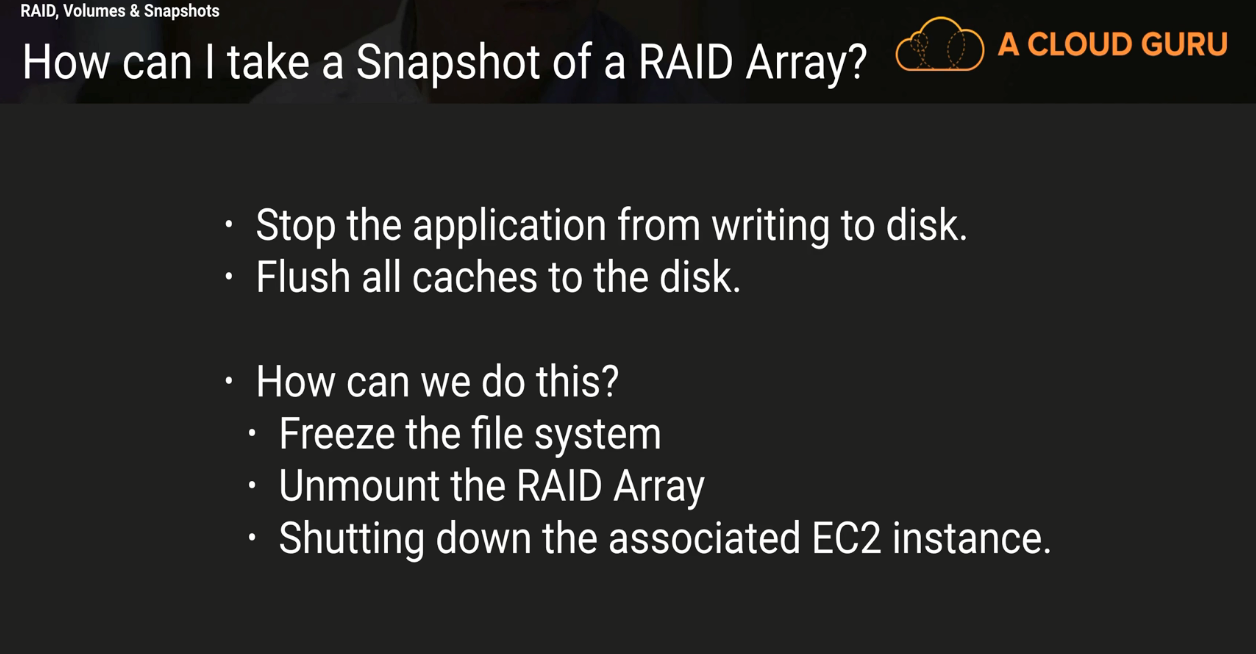 RAID, Volumes & Snapshots
How can I take a Snapshot of a RAID Array?
A CLOUD GURU
• Stop the application from writing to disk.
• Flush all caches to the disk.
• How can we do this?
• Freeze the file system
• Unmount the RAID Array
• Shutting down the associated EC2 instance.